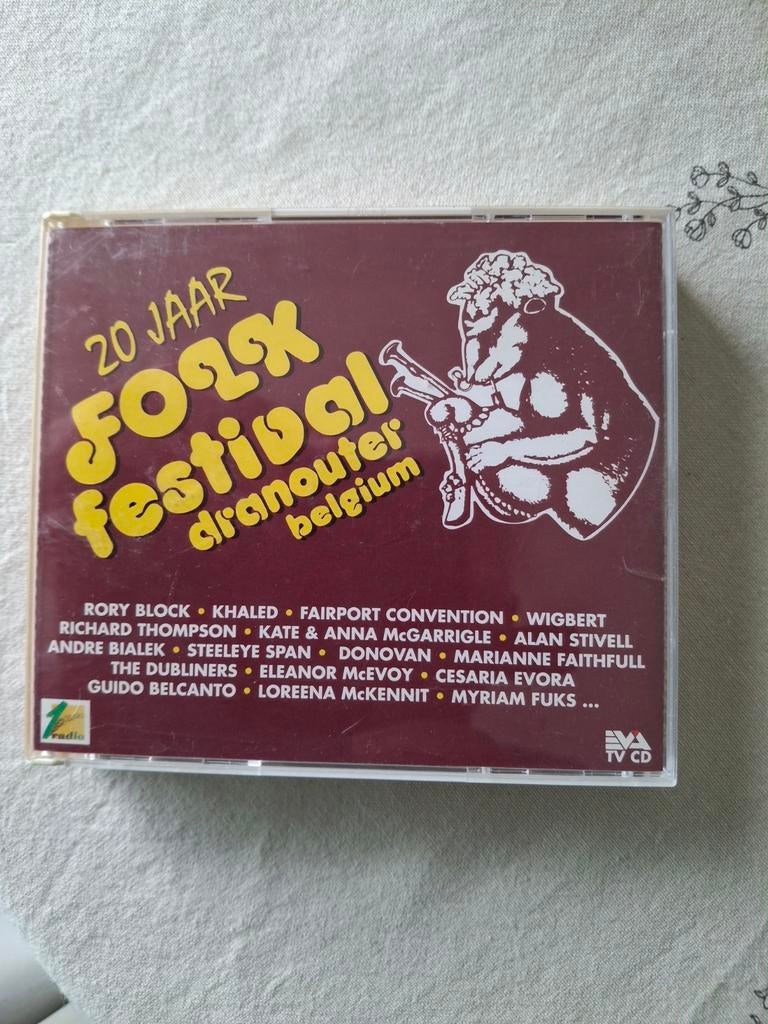 20 JAAR
FOLK
festival
dranouter
belgium
RORY BLOCK • KHALED • FAIRPORT CONVENTION • WIGBERT
RICHARD THOMPSON • KATE & ANNA McGARRIGLE • ALAN STIVELL
ANDRE BIALEK • STEELEYE SPAN • DONOVAN • MARIANNE FAITHFULL
THE DUBLINERS • ELEANOR McEVOY • CESARIA EVORA
GUIDO BELCANTO • LOREENA McKENNIT • MYRIAM FUKS ...
1
radio
EVA
TV CD